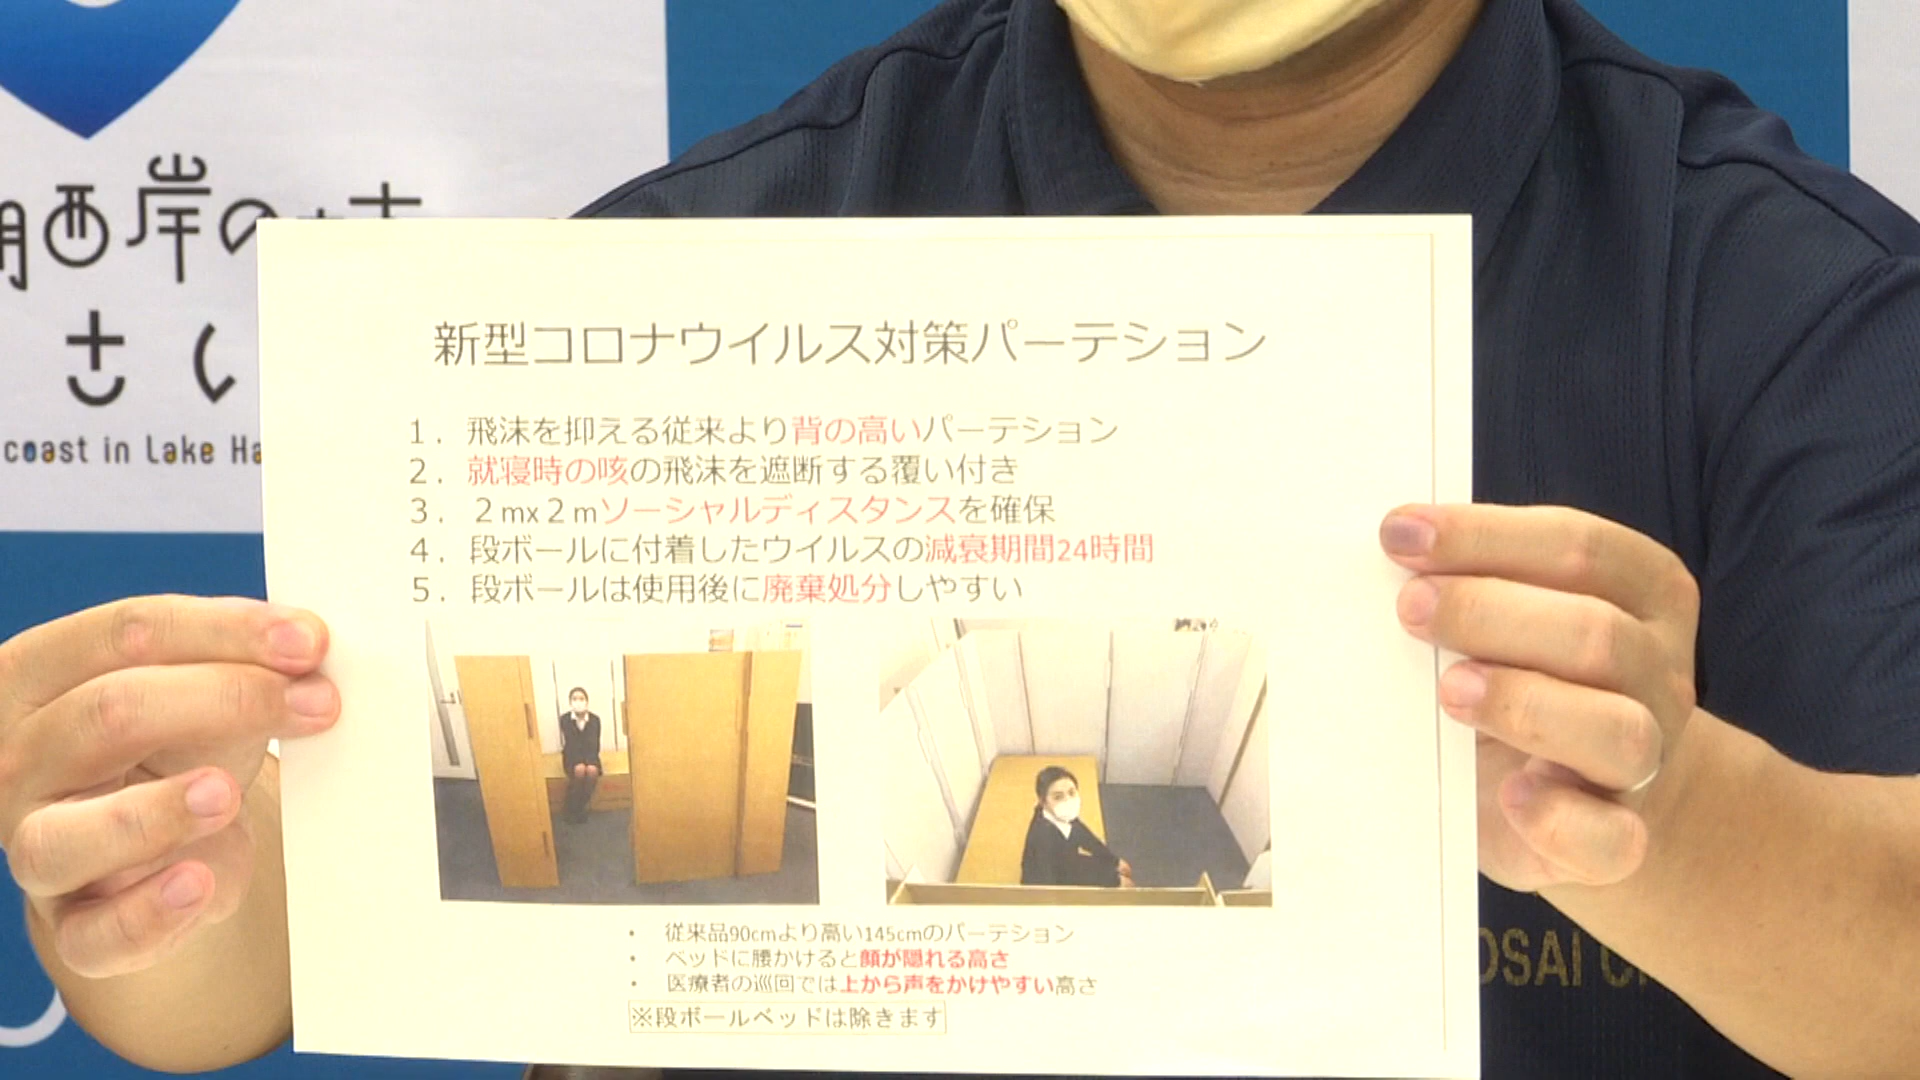 西岸の
さい
coast in Lake Ha
新型コロナウイルス対策パーテション
1. 飛沫を抑える従来より背の高いパーテション
2. 就寝時の咳の飛沫を遮断する覆い付き
3. 2mx2mソーシャルディスタンスを確保
4. 段ボールに付着したウイルスの減衰期間24時間
5. 段ボールは使用後に廃棄処分しやすい
・ 従来品90cmより高い145cmのパーテション
・ ベッドに腰かけると顔が隠れる高さ
・ 医療者の巡回では上から声をかけやすい高さ
※段ボールベッドは除きます
OSAI CI